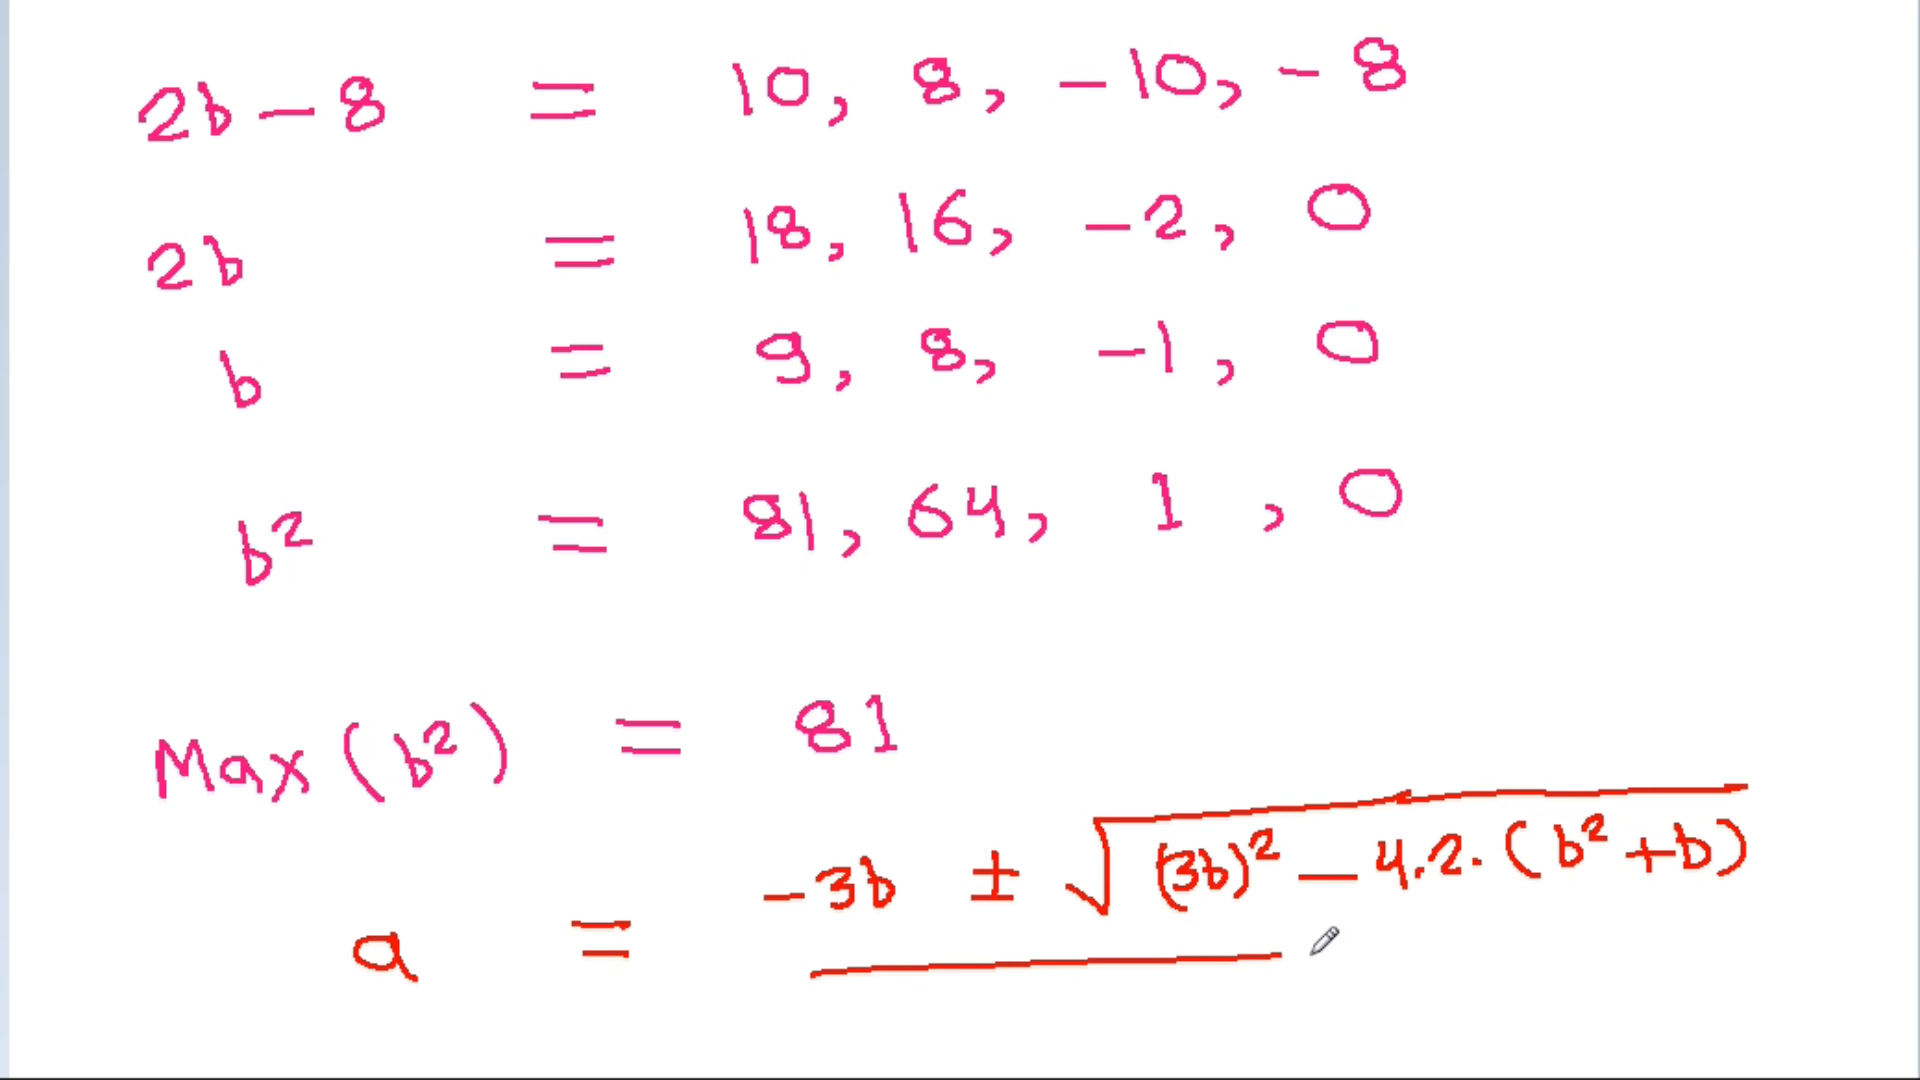 2b - 8 = 10, 8, -10, -8
2b = 18, 16, -2, 0
b = 9, 8, -1, 0
b² = 81, 64, 1, 0
Max (b²) = 81
a = -3b ± √(3b)² - 4.2.(b² + b)